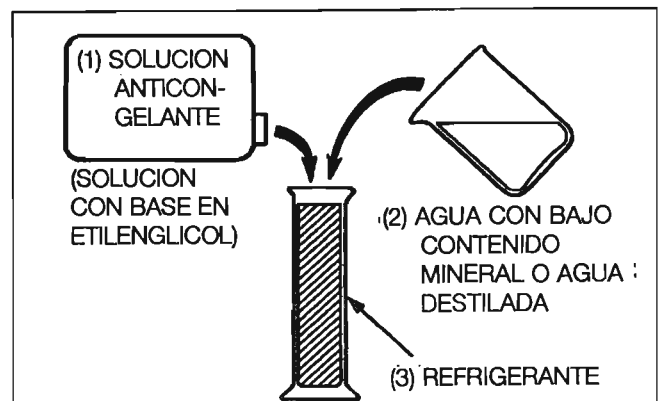 (1) SOLUCION
ANTICON-
GELANTE
(SOLUCION
CON BASE EN
ETILENGLICOL)
(2) AGUA CON BAJO
CONTENIDO
MINERAL O AGUA
DESTILADA
(3) REFRIGERANTE